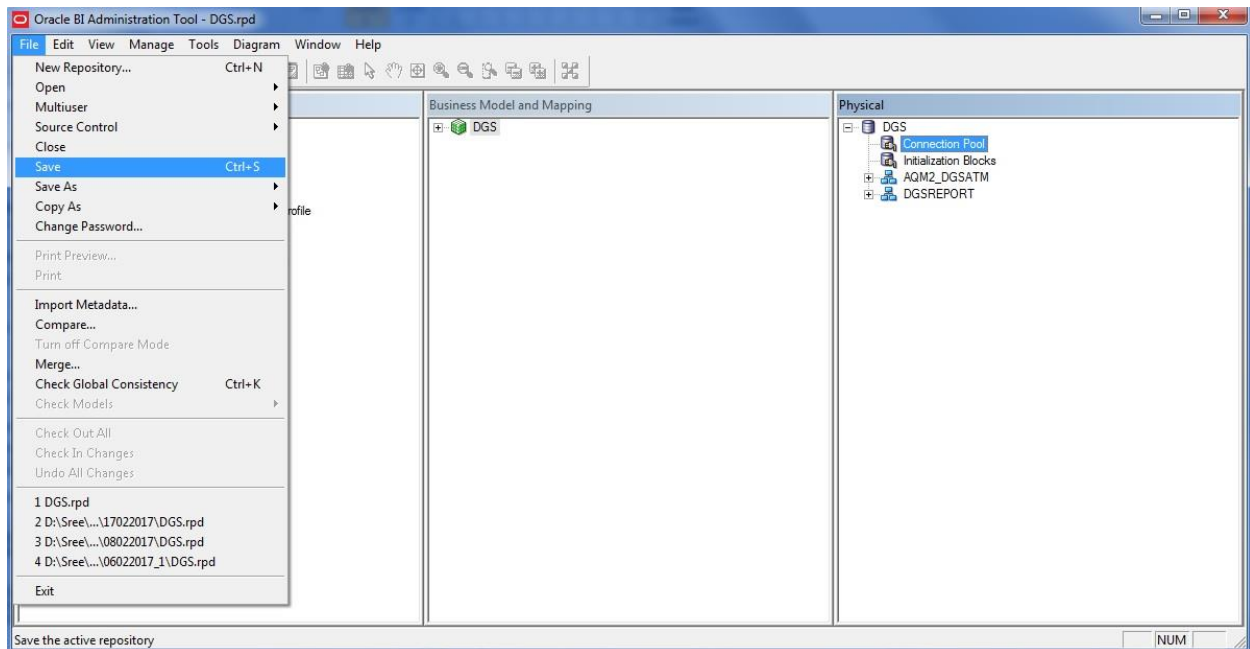 Oracle BI Administration Tool - DGS.rpd
File Edit View Manage Tools Diagram Window Help
New Repository... Ctrl+N
Open
Multiuser
Source Control
Close
Save Ctrl+S
Save As
Copy As
Change Password...
Print Preview...
Print
Import Metadata...
Compare...
Turn off Compare Mode
Merge...
Check Global Consistency Ctrl+K
Check Models
Check Out All
Check In Changes
Undo All Changes
1 DGS.rpd
2 D:\Sree\...\17022017\DGS.rpd
3 D:\Sree\...\08022017\DGS.rpd
4 D:\Sree\...\06022017_1\DGS.rpd
Exit
rofile
Business Model and Mapping
DGS
Physical
DGS
Connection Pool
Initialization Blocks
AQM2_DGSATM
DGSREPORT
Save the active repository
NUM